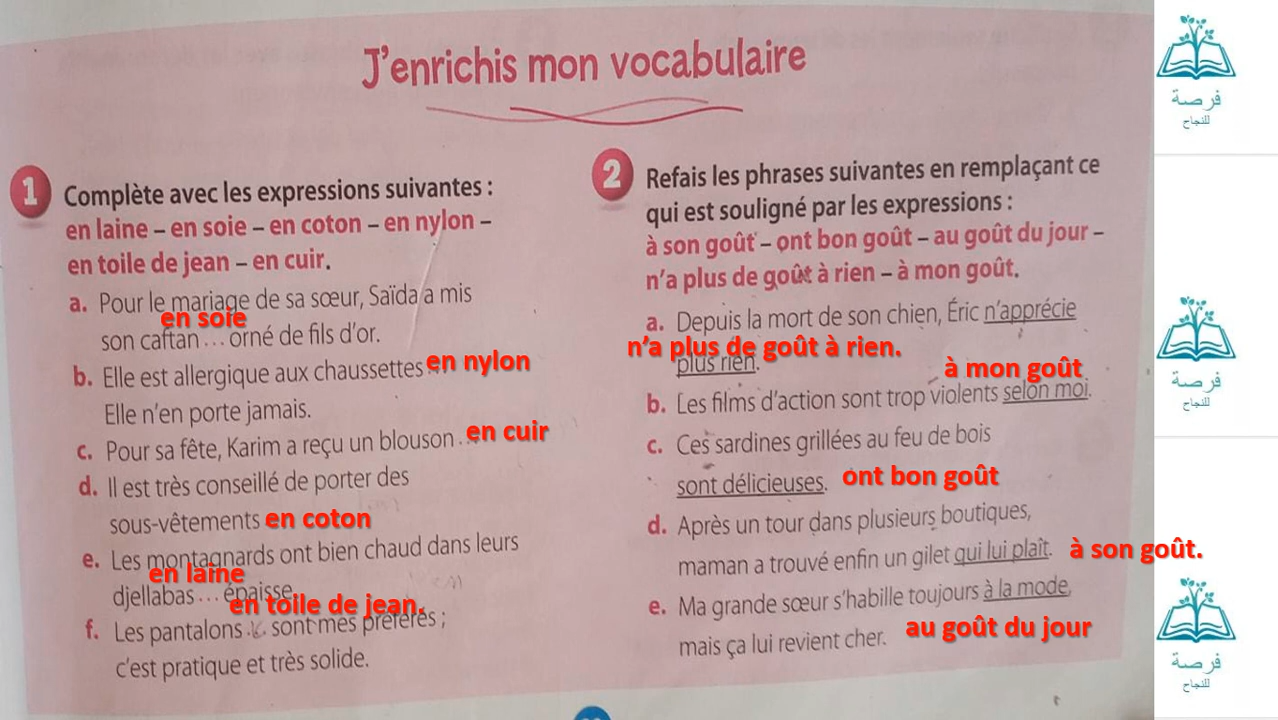 J'enrichis mon vocabulaire
1 Complète avec les expressions suivantes :
en laine – en soie – en coton – en nylon –
en toile de jean – en cuir.
a. Pour le mariage de sa sœur, Saïda a mis
en soie
son caftan ... orné de fils d'or.
b. Elle est allergique aux chaussettes ... en nylon
Elle n'en porte jamais.
c. Pour sa fête, Karim a reçu un blouson ... en cuir
d. Il est très conseillé de porter des
sous-vêtements en coton
e. Les montagnards ont bien chaud dans leurs
en laine
djellabas ... épaisse
en toile de jean.
f. Les pantalons ... sont mes préférés ;
c'est pratique et très solide.
2 Refais les phrases suivantes en remplaçant ce
qui est souligné par les expressions :
à son goût – ont bon goût – au goût du jour –
n'a plus de goût à rien – à mon goût.
a. Depuis la mort de son chien, Éric n'apprécie
n'a plus de goût à rien.
plus rien.
à mon goût
b. Les films d'action sont trop violents selon moi.
c. Ces sardines grillées au feu de bois
sont délicieuses. ont bon goût
d. Après un tour dans plusieurs boutiques,
maman a trouvé enfin un gilet qui lui plaît. à son goût.
e. Ma grande sœur s'habille toujours à la mode,
mais ça lui revient cher. au goût du jour
فرصة
للنجاح
فرصة
للنجاح
فرصة
للنجاح